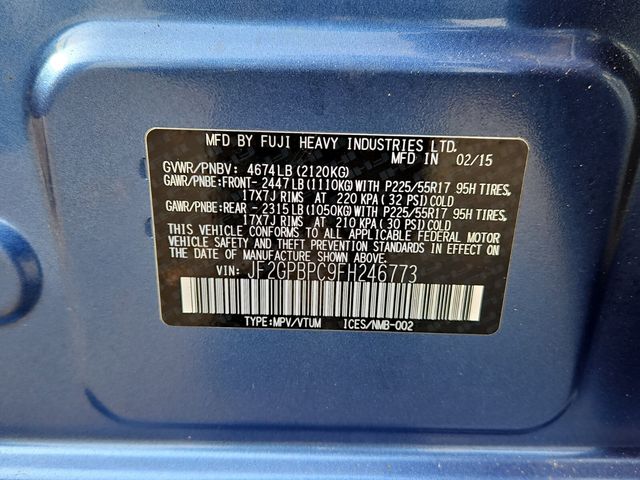 MFD BY FUJI HEAVY INDUSTRIES LTD.
MFD IN 02/15
GVWR/PNBV: 4674LB (2120KG)
GAWR/PNBE:FRONT-2447LB (1110KG) WITH P225/55R17 95H TIRES,
17X7J RIMS AT 220 KPA (32 PSI) COLD
GAWR/PNBE:REAR -2315LB (1050KG) WITH P225/55R17 95H TIRES,
17X7J RIMS AT 210 KPA (30 PSI) COLD
THIS VEHICLE CONFORMS TO ALL APPLICABLE FEDERAL MOTOR
VEHICLE SAFETY AND THEFT PREVENTION STANDARDS IN EFFECT ON
THE DATE OF MANUFACTURE SHOWN ABOVE.
VIN: JF2GPBPC9FH246773
TYPE:MPV/VTUM ICES/NMB-002